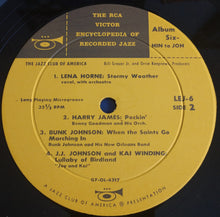 THE RCA
VICTOR
ENCYCLOPEDIA OF
RECORDED JAZZ
Album
Six-
HIN to JOH
THE JAZZ CLUB OF AMERICA
Bill Grauer Jr. and Orrin Keepnews, Producers
1. LENA HORNE: Stormy Weather
vocal, with orchestra
Long Playing Microgroove
33⅓ RPM
LEJ-6
SIDE 2
2. HARRY JAMES: Peckin'
Benny Goodman and His Orch.
3. BUNK JOHNSON: When the Saints Go
Marching In
Bunk Johnson and His New Orleans Band
4. J.J. JOHNSON and KAI WINDING:
Lullaby of Birdland
"Jay and Kai"
G7-OL-4317
A JAZZ CLUB OF AMERICA PRESENTATION